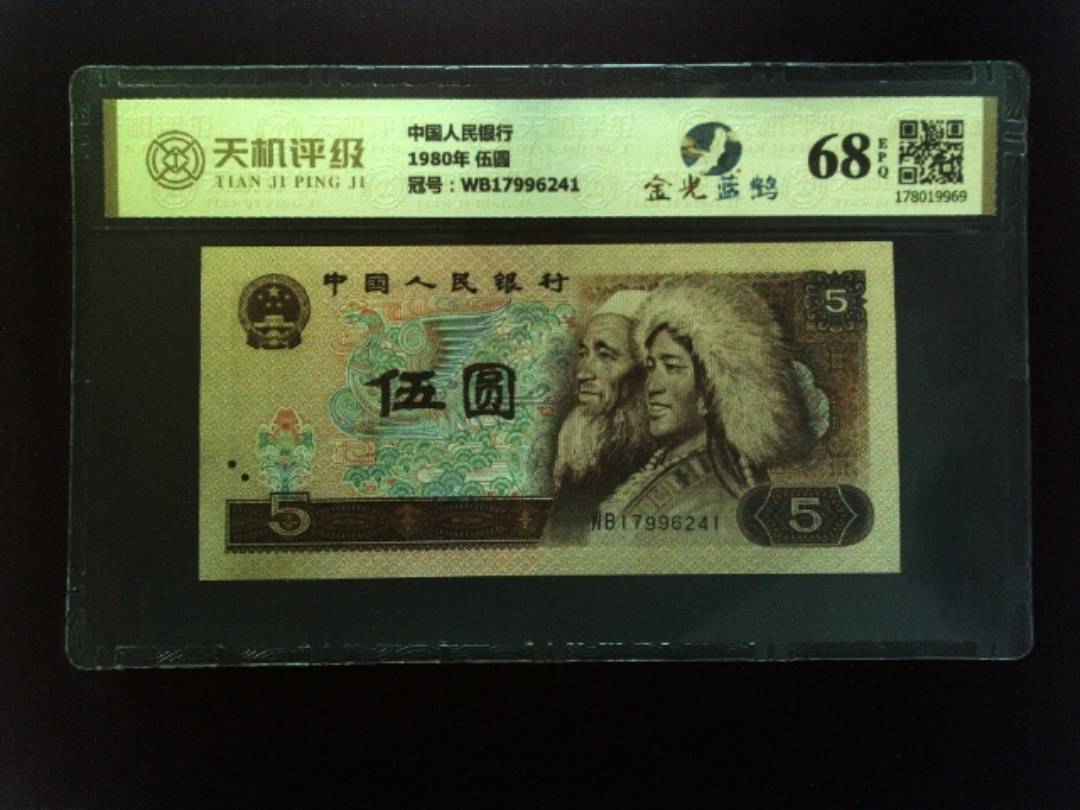 天机评级
TIAN JI PING JI
中国人民银行
1980年 伍圆
冠号：WB17996241
金光蓝鹤
68 EPQ
178019969
中国人民银行
5
伍圆
5
WB17996241
5